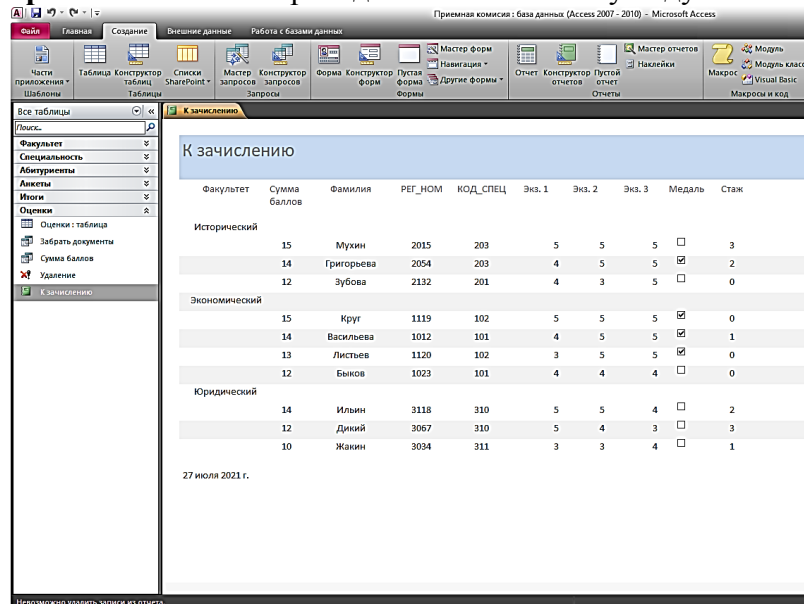 Приемная комисия : база данных (Access 2007 - 2010) - Microsoft Access
Файл Главная Создание Внешние данные Работа с базами данных
Части приложения
Шаблоны
Таблица Конструктор таблиц Списки SharePoint
Таблицы
Мастер запросов Конструктор запросов
Запросы
Форма Конструктор форм Пустая форма Мастер форм
Навигация
Другие формы
Формы
Отчет Конструктор отчетов Пустой отчет Мастер отчетов
Наклейки
Отчеты
Макрос Модуль
Модуль класс
Visual Basic
Макросы и код
Все таблицы
Поиск...
Факультет
Специальность
Абитуриенты
Анкеты
Итоги
Оценки
Оценки : таблица
Забрать документы
Сумма баллов
Удаление
К зачислению
К зачислению
К зачислению
Факультет Сумма баллов Фамилия РЕГ_НОМ КОД_СПЕЦ Экз. 1 Экз. 2 Экз. 3 Медаль Стаж
Исторический
15 Мухин 2015 203 5 5 5 3
14 Григорьева 2054 203 4 5 5 2
12 Зубова 2132 201 4 3 5 0
Экономический
15 Круг 1119 102 5 5 5 0
14 Васильева 1012 101 4 5 5 1
13 Листьев 1120 102 3 5 5 0
12 Быков 1023 101 4 4 4 0
Юридический
14 Ильин 3118 310 5 5 4 2
12 Дикий 3067 310 5 4 3 3
10 Жакин 3034 311 3 3 4 1
27 июля 2021 г.
Невозможно удалить записи из отчета